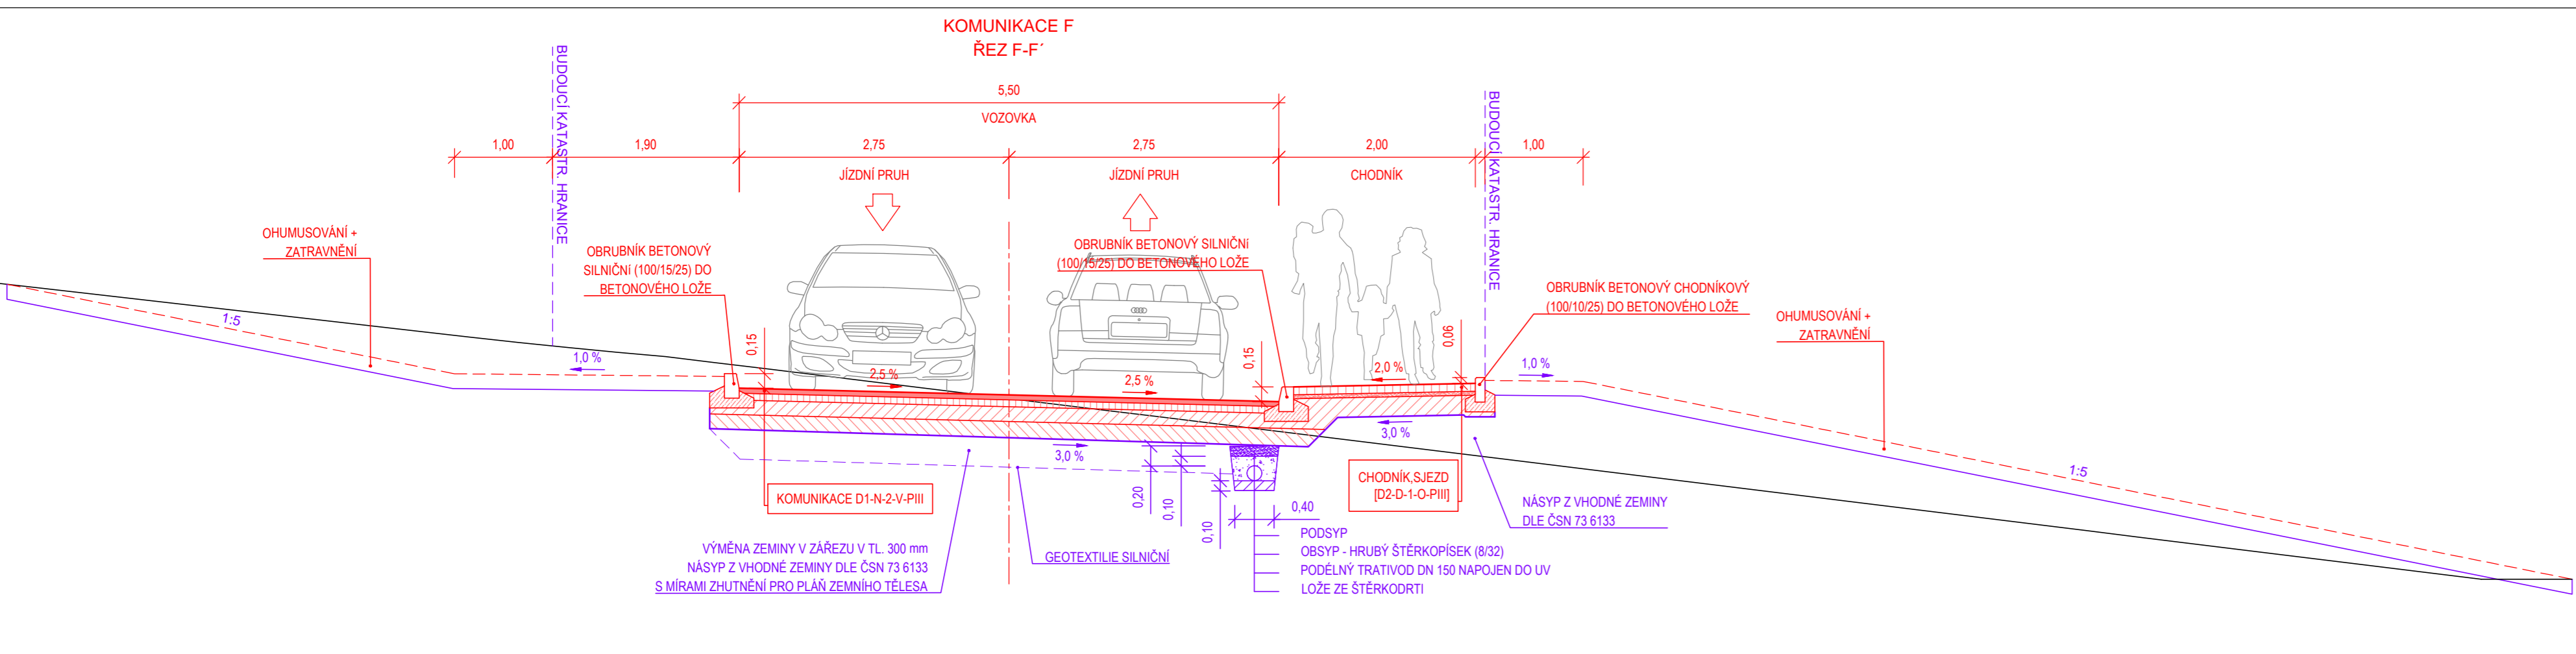 KOMUNIKACE F
ŘEZ F-F´
5,50
VOZOVKA
1,00
1,90
2,75
2,75
2,00
1,00
JÍZDNÍ PRUH
JÍZDNÍ PRUH
CHODNÍK
BUDOUCÍ KATASTR. HRANICE
BUDOUCÍ KATASTR. HRANICE
OHUMUSOVÁNÍ +
ZATRAVNĚNÍ
OBRUBNÍK BETONOVÝ
SILNIČNí (100/15/25) DO
BETONOVÉHO LOŽE
OBRUBNÍK BETONOVÝ SILNIČNí
(100/15/25) DO BETONOVÉHO LOŽE
OBRUBNÍK BETONOVÝ CHODNÍKOVÝ
(100/10/25) DO BETONOVÉHO LOŽE
OHUMUSOVÁNÍ +
ZATRAVNĚNÍ
1:5
1,0 %
0,15
2,5 %
2,5 %
0,15
2,0 %
0,06
1,0 %
1:5
3,0 %
3,0 %
0,20
0,10
0,10
0,40
KOMUNIKACE D1-N-2-V-PIII
CHODNÍK,SJEZD
[D2-D-1-O-PIII]
NÁSYP Z VHODNÉ ZEMINY
DLE ČSN 73 6133
VÝMĚNA ZEMINY V ZÁŘEZU V TL. 300 mm
NÁSYP Z VHODNÉ ZEMINY DLE ČSN 73 6133
S MÍRAMI ZHUTNĚNÍ PRO PLÁŇ ZEMNÍHO TĚLESA
GEOTEXTILIE SILNIČNÍ
PODSYP
OBSYP - HRUBÝ ŠTĚRKOPÍSEK (8/32)
PODÉLNÝ TRATIVOD DN 150 NAPOJEN DO UV
LOŽE ZE ŠTĚRKODRTI